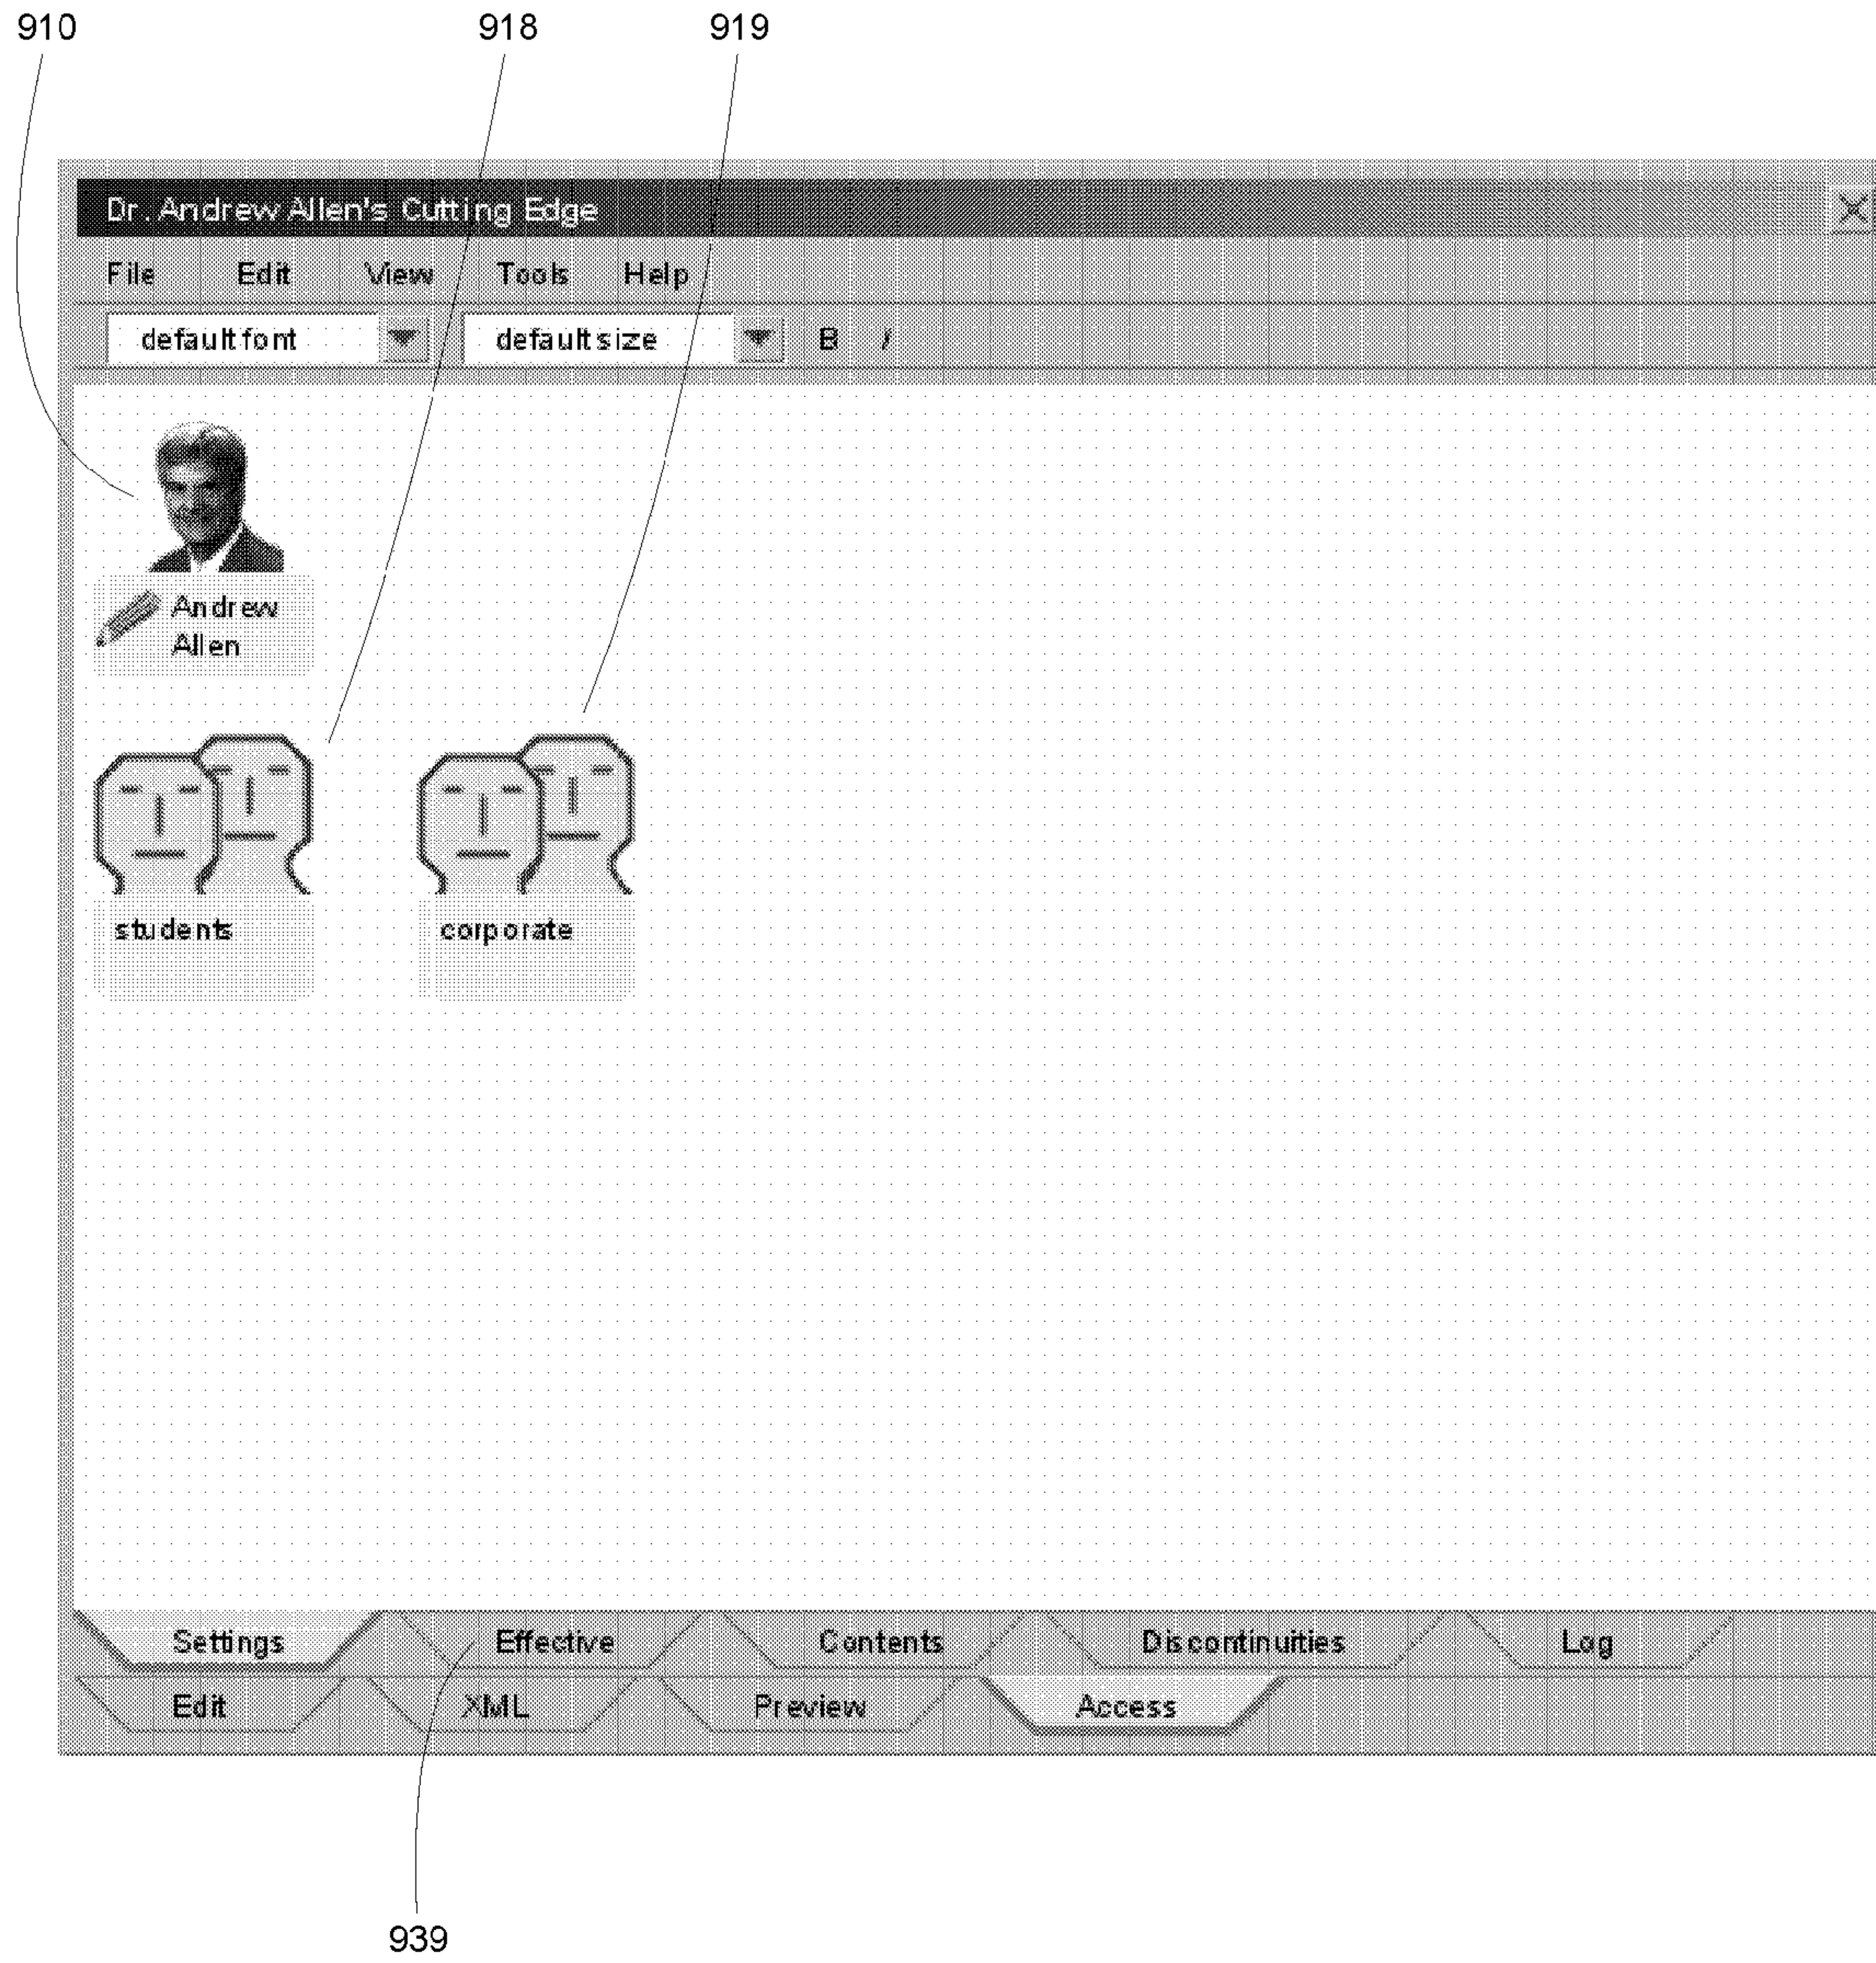 910 918 919
Dr. Andrew Allen's Cutting Edge
File Edit View Tools Help
default font default size B I
Andrew
Allen
students corporate
Settings Effective Contents Discontinuities Log
Edit XML Preview Access
939